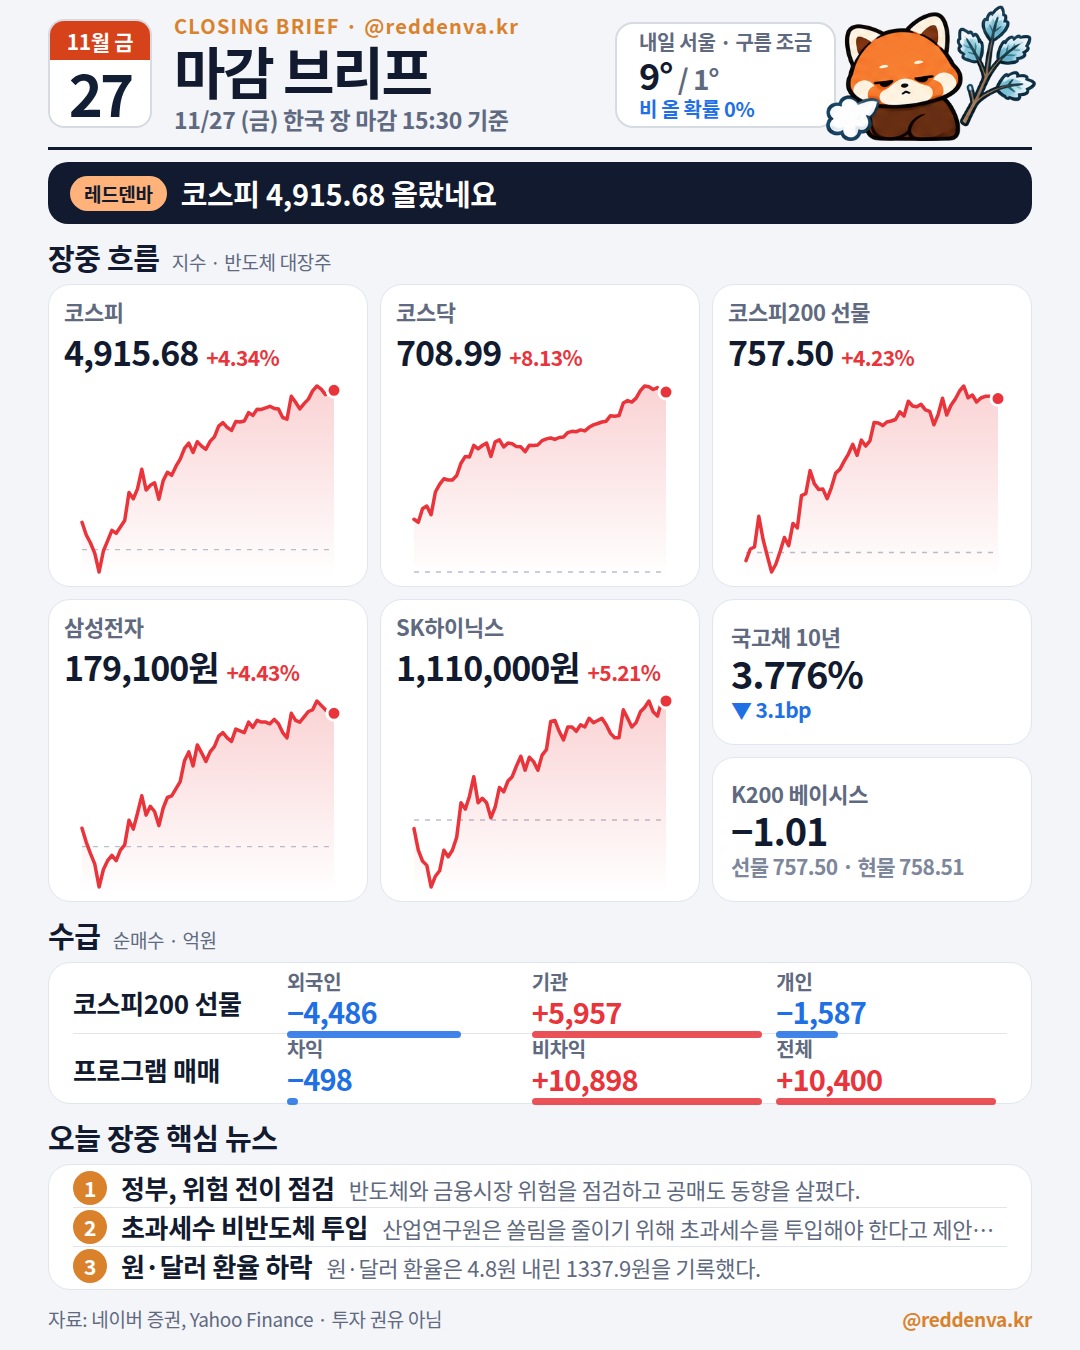 11월 금
27
CLOSING BRIEF · @reddenva.kr
마감 브리프
11/27 (금) 한국 장 마감 15:30 기준
내일 서울 · 구름 조금
9° / 1°
비 올 확률 0%
레드덴바 코스피 4,915.68 올랐네요
장중 흐름 지수 · 반도체 대장주
코스피
4,915.68 +4.34%
코스닥
708.99 +8.13%
코스피200 선물
757.50 +4.23%
삼성전자
179,100원 +4.43%
SK하이닉스
1,110,000원 +5.21%
국고채 10년
3.776%
▼ 3.1bp
K200 베이시스
−1.01
선물 757.50 · 현물 758.51
수급 순매수 · 억원
코스피200 선물
외국인
−4,486
기관
+5,957
개인
−1,587
프로그램 매매
차익
−498
비차익
+10,898
전체
+10,400
오늘 장중 핵심 뉴스
1 정부, 위험 전이 점검 반도체와 금융시장 위험을 점검하고 공매도 동향을 살폈다.
2 초과세수 비반도체 투입 산업연구원은 쏠림을 줄이기 위해 초과세수를 투입해야 한다고 제안…
3 원·달러 환율 하락 원·달러 환율은 4.8원 내린 1337.9원을 기록했다.
자료: 네이버 증권, Yahoo Finance · 투자 권유 아님
@reddenva.kr